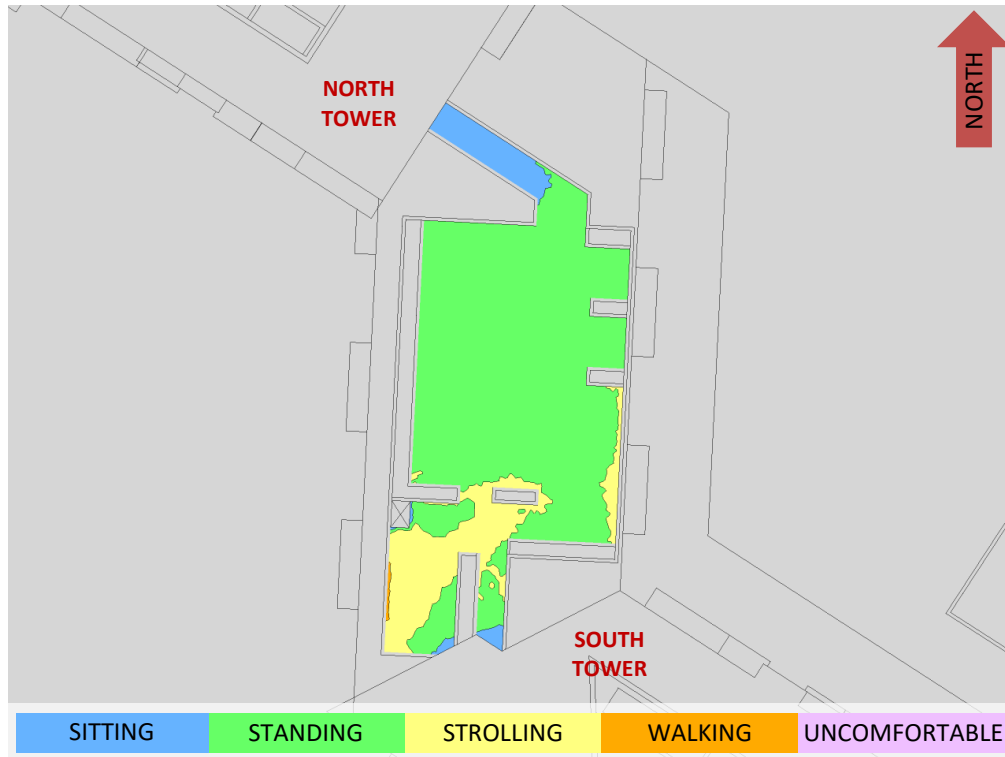 NORTH
TOWER
NORTH
SOUTH
TOWER
SITTING
STANDING
STROLLING
WALKING
UNCOMFORTABLE